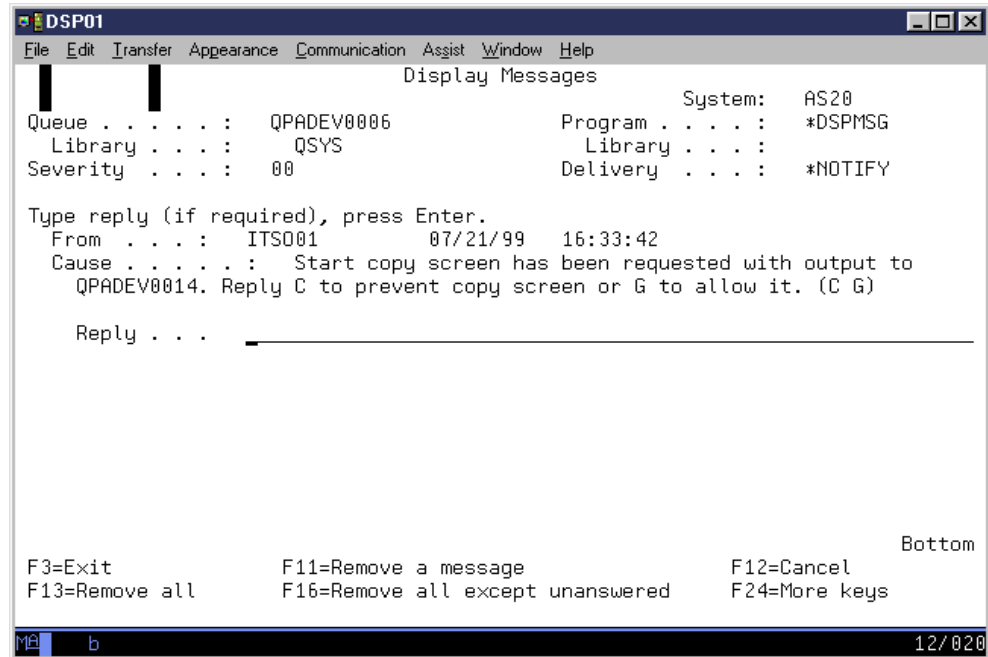 DSP01
File Edit Transfer Appearance Communication Assist Window Help
Display Messages
System: AS20
Queue . . . . . : QPADEV0006 Program . . . . : *DSPMSG
Library . . . : QSYS Library . . . :
Severity . . . : 00 Delivery . . . : *NOTIFY
Type reply (if required), press Enter.
From . . . : ITSO01 07/21/99 16:33:42
Cause . . . . . : Start copy screen has been requested with output to
QPADEV0014. Reply C to prevent copy screen or G to allow it. (C G)
Reply . . .
Bottom
F3=Exit F11=Remove a message F12=Cancel
F13=Remove all F16=Remove all except unanswered F24=More keys
MA b 12/020